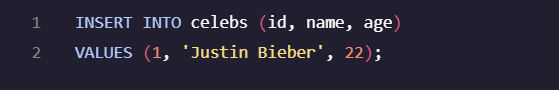 1 INSERT INTO celebs (id, name, age)
2 VALUES (1, 'Justin Bieber', 22);